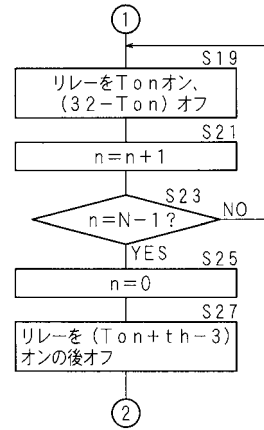 ①
S19
リレーをTonオン、
(32-Ton) オフ
S21
n=n+1
S23
n=N-1?
NO
YES
S25
n=0
S27
リレーを (Ton+th-3)
オンの後オフ
②